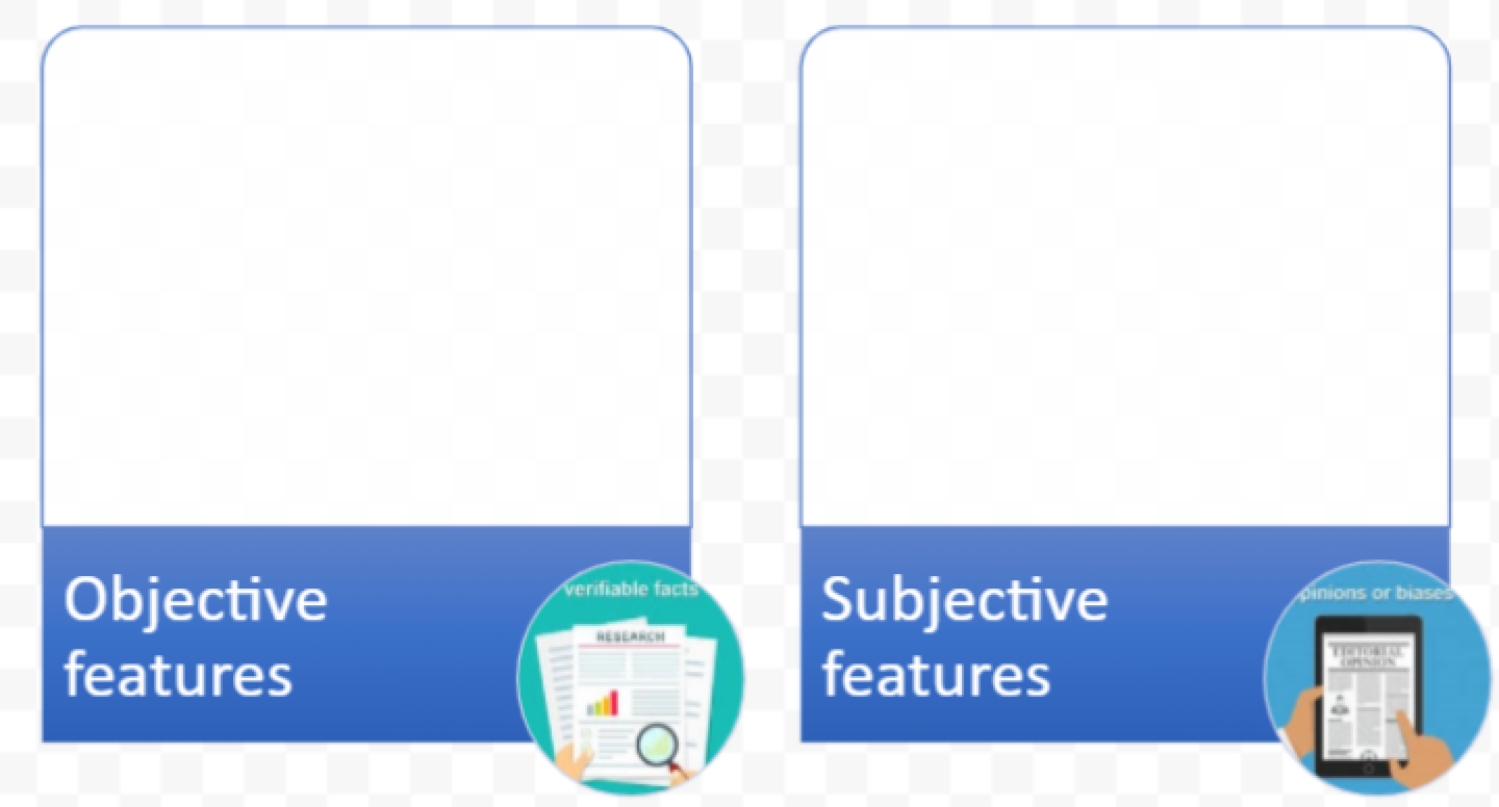 Objective
features
verifiable facts
RESEARCH
Subjective
features
pinions or biases
EDITORIAL
OPINION